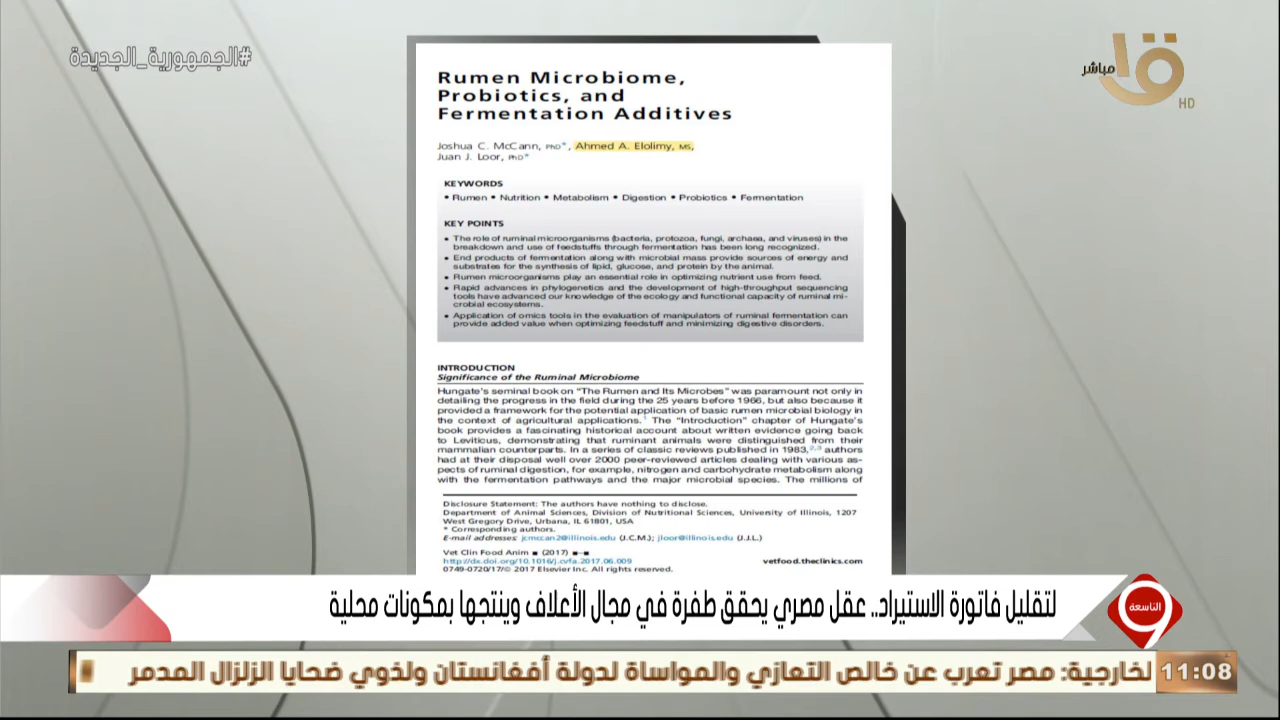 #الجمهورية_الجديدة
مباشر
HD
Rumen Microbiome,
Probiotics, and
Fermentation Additives
Joshua C. McCann, PhD*, Ahmed A. Elolimy, MS,
Juan J. Loor, PhD*
KEYWORDS
• Rumen • Nutrition • Metabolism • Digestion • Probiotics • Fermentation
KEY POINTS
• The role of ruminal microorganisms (bacteria, protozoa, fungi, archaea, and viruses) in the
breakdown and use of feedstuffs through fermentation has been long recognized.
• End products of fermentation along with microbial mass provide sources of energy and
substrates for the synthesis of lipid, glucose, and protein by the animal.
• Rumen microorganisms play an essential role in optimizing nutrient use from feed.
• Rapid advances in phylogenetics and the development of high-throughput sequencing
tools have advanced our knowledge of the ecology and functional capacity of ruminal mi-
crobial ecosystems.
• Application of omics tools in the evaluation of manipulators of ruminal fermentation can
provide added value when optimizing feedstuff and minimizing digestive disorders.
INTRODUCTION
Significance of the Ruminal Microbiome
Hungate's seminal book on “The Rumen and Its Microbes” was paramount not only in
detailing the progress in the field during the 25 years before 1966, but also because it
provided a framework for the potential application of basic rumen microbial biology in
the context of agricultural applications.1 The “Introduction” chapter of Hungate's
book provides a fascinating historical account about written evidence going back
to Leviticus, demonstrating that ruminant animals were distinguished from their
mammalian counterparts. In a series of classic reviews published in 1983,2,3 authors
had at their disposal well over 2000 peer-reviewed articles dealing with various as-
pects of ruminal digestion, for example, nitrogen and carbohydrate metabolism along
with the fermentation pathways and the major microbial species. The millions of
Disclosure Statement: The authors have nothing to disclose.
Department of Animal Sciences, Division of Nutritional Sciences, University of Illinois, 1207
West Gregory Drive, Urbana, IL 61801, USA
* Corresponding authors.
E-mail addresses: jcmccan2@illinois.edu (J.C.M.); jloor@illinois.edu (J.J.L.)
Vet Clin Food Anim ■ (2017) ■–■
http://dx.doi.org/10.1016/j.cvfa.2017.06.009
vetfood.theclinics.com
0749-0720/17/© 2017 Elsevier Inc. All rights reserved.
لتقليل فاتورة الاستيراد.. عقل مصري يحقق طفرة في مجال الأعلاف وينتجها بمكونات محلية
التاسعة
11:08
لخارجية: مصر تعرب عن خالص التعازي والمواساة لدولة أفغانستان ولذوي ضحايا الزلزال المدمر